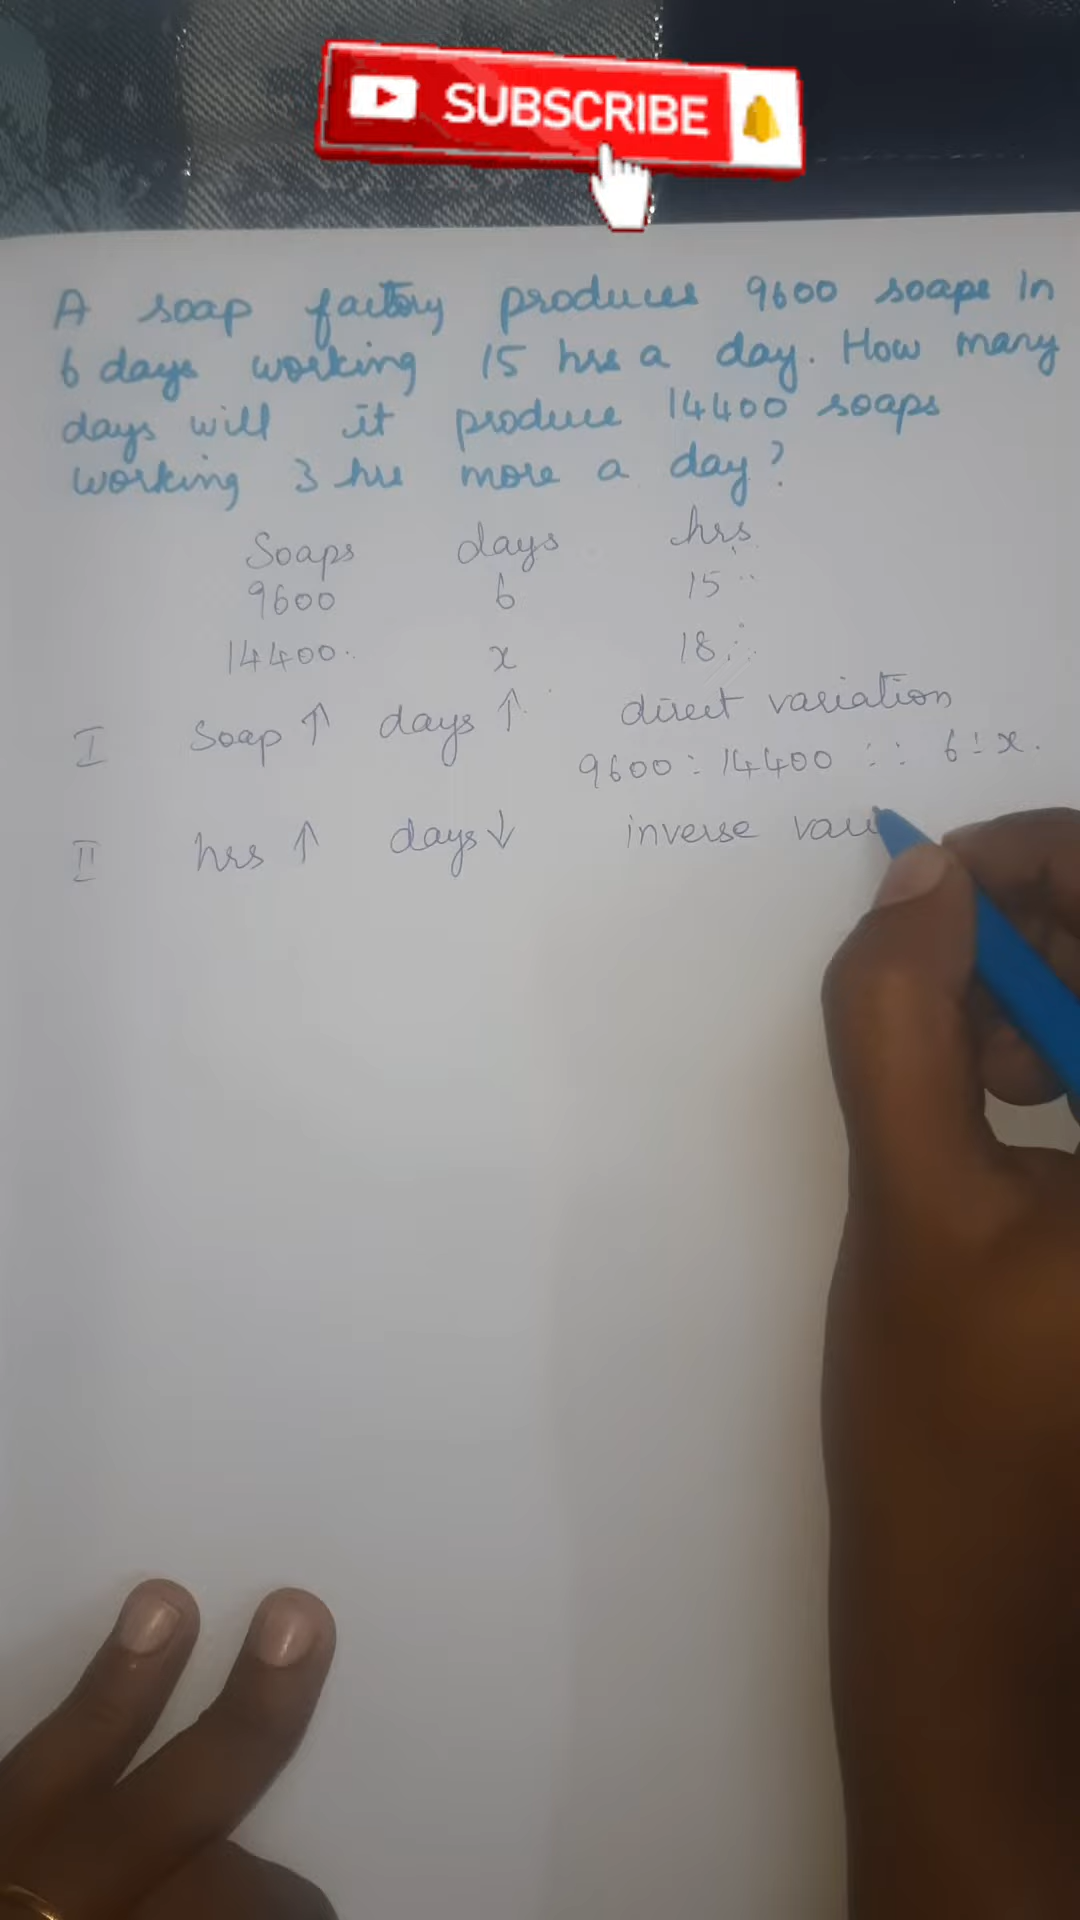 SUBSCRIBE
A soap factory produces 9600 soaps in
6 days working 15 hrs a day. How many
days will it produce 14400 soaps
working 3 hrs more a day?
Soaps days hrs
9600 6 15
14400 x 18
I Soap ↑ days ↑ direct variation
9600 : 14400 :: 6 : x.
II hrs ↑ days ↓ inverse vari